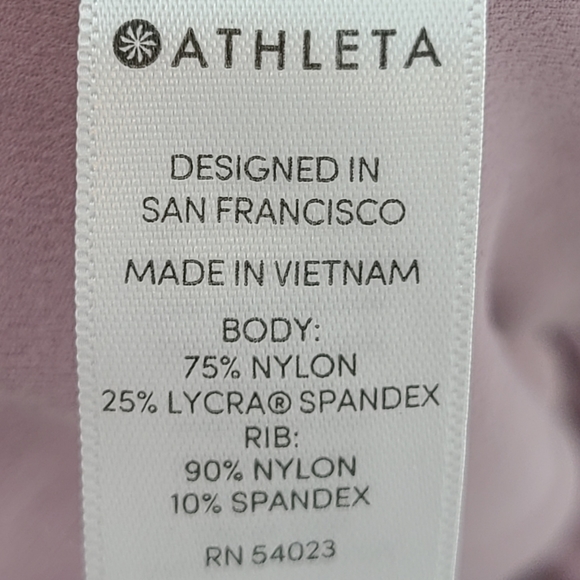 ATHLETA
DESIGNED IN
SAN FRANCISCO
MADE IN VIETNAM
BODY:
75% NYLON
25% LYCRA® SPANDEX
RIB:
90% NYLON
10% SPANDEX
RN 54023